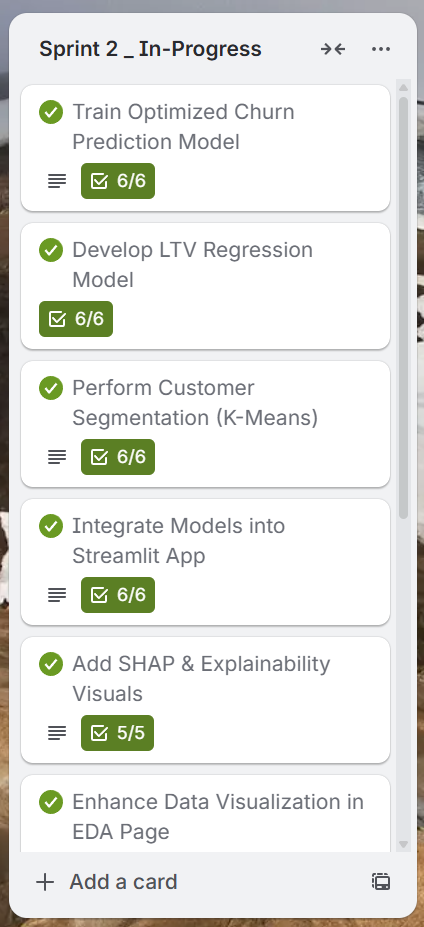 Sprint 2 _ In-Progress
Train Optimized Churn
Prediction Model
6/6
Develop LTV Regression
Model
6/6
Perform Customer
Segmentation (K-Means)
6/6
Integrate Models into
Streamlit App
6/6
Add SHAP & Explainability
Visuals
5/5
Enhance Data Visualization in
EDA Page
Add a card